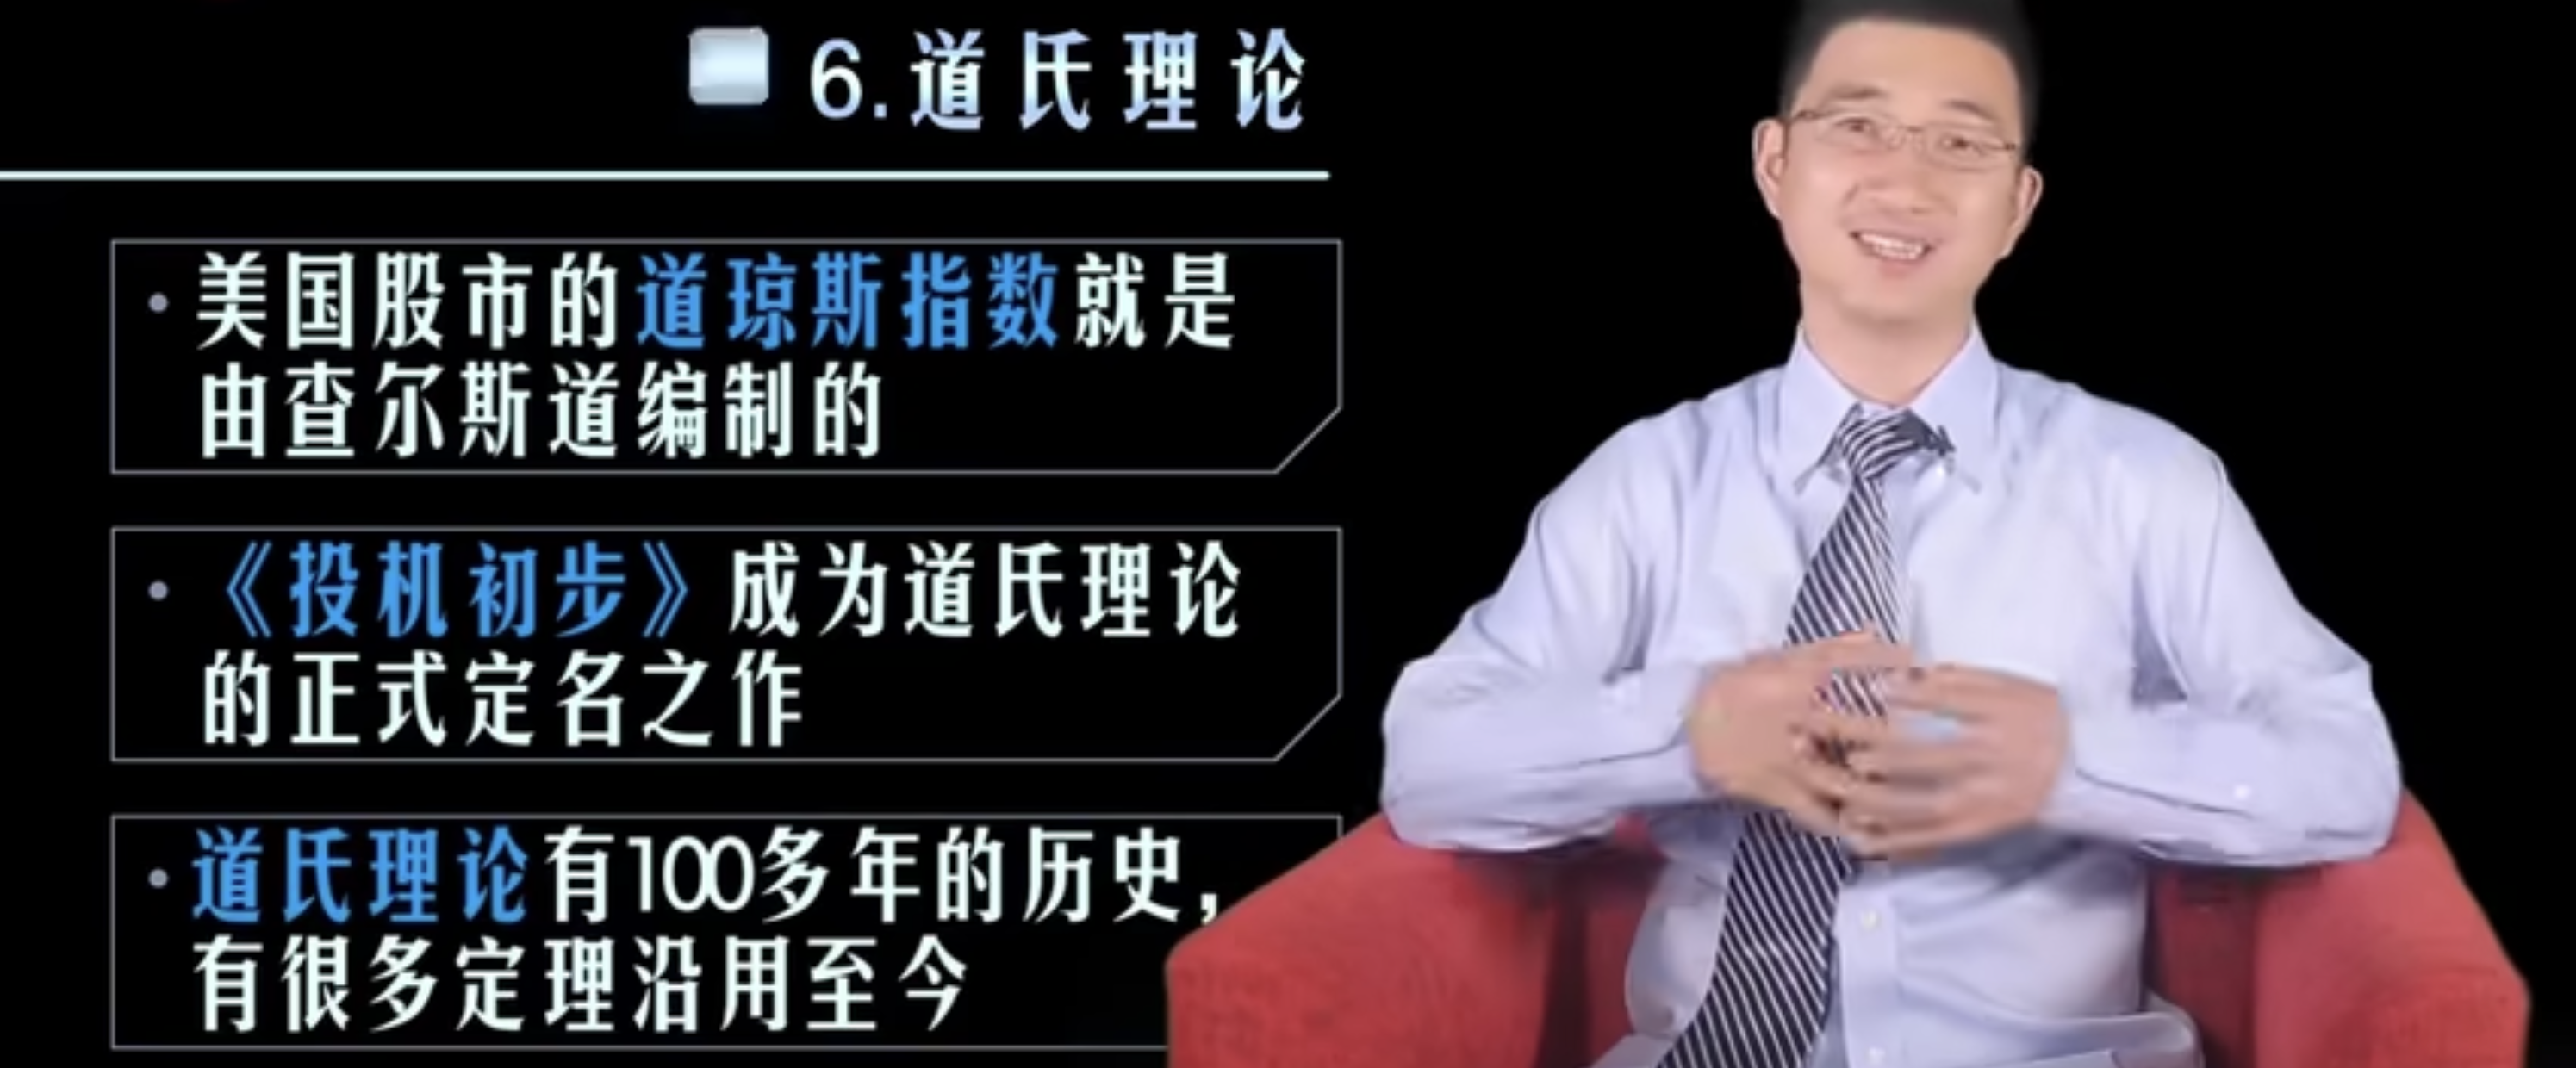 6.道氏理论
美国股市的道琼斯指数就是
由查尔斯道编制的
《投机初步》成为道氏理论
的正式定名之作
道氏理论有100多年的历史，
有很多定理沿用至今